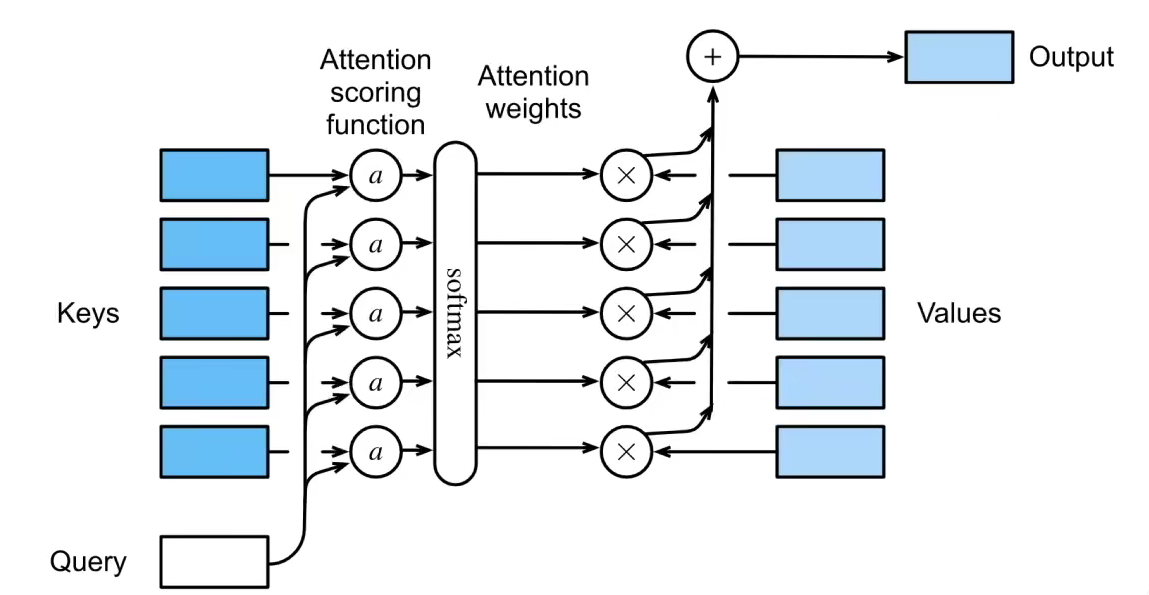 Attention
scoring
function
Attention
weights
+
Output
a
×
a
×
Keys
a
softmax
×
Values
a
×
a
×
Query